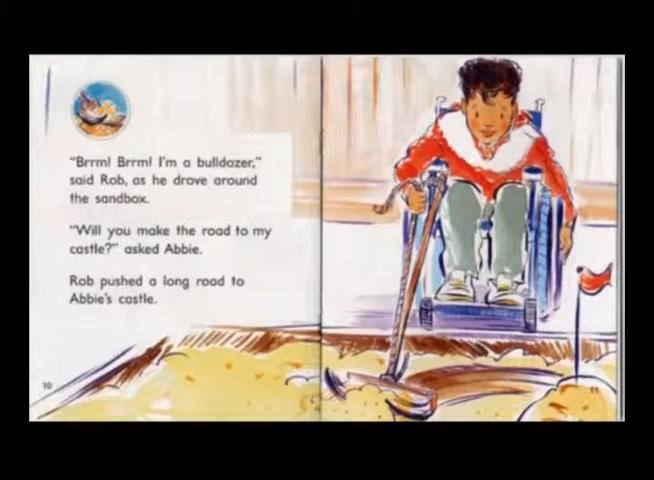 "Brrm! Brrm! I'm a bulldozer,"
said Rob, as he drove around
the sandbox.
"Will you make the road to my
castle?" asked Abbie.
Rob pushed a long road to
Abbie's castle.
10